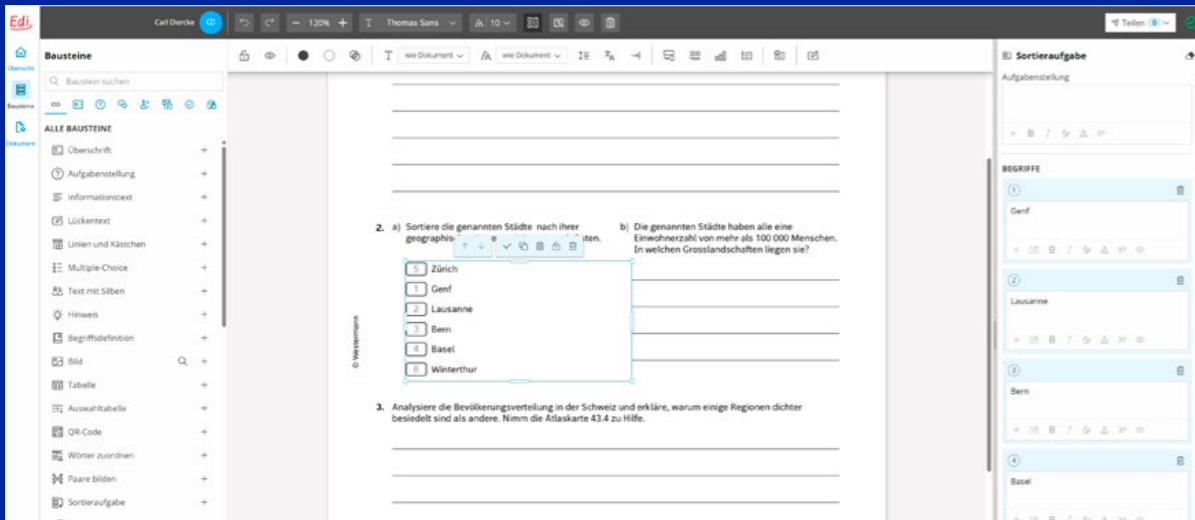 Edi,
Carl Diercke
CD
120%
Thomas Sans
10
Teilen 0
Übersicht
Bausteine
Dokument
Bausteine
Baustein suchen
ALLE BAUSTEINE
Überschrift
Aufgabenstellung
Informationstext
Lückentext
Linien und Kästchen
Multiple-Choice
Text mit Silben
Hinweis
Begriffsdefinition
Bild
Tabelle
Auswahltabelle
QR-Code
Wörter zuordnen
Paare bilden
Sortieraufgabe
wie Dokument
wie Dokument
2. a) Sortiere die genannten Städte nach ihrer
geographisch
5 Zürich
1 Genf
2 Lausanne
3 Bern
4 Basel
6 Winterthur
b) Die genannten Städte haben alle eine
Einwohnerzahl von mehr als 100 000 Menschen.
In welchen Grosslandschaften liegen sie?
© Westermann
3. Analysiere die Bevölkerungsverteilung in der Schweiz und erkläre, warum einige Regionen dichter
besiedelt sind als andere. Nimm die Atlaskarte 43.4 zu Hilfe.
Sortieraufgabe
Aufgabenstellung
BEGRIFFE
1
Genf
2
Lausanne
3
Bern
4
Basel